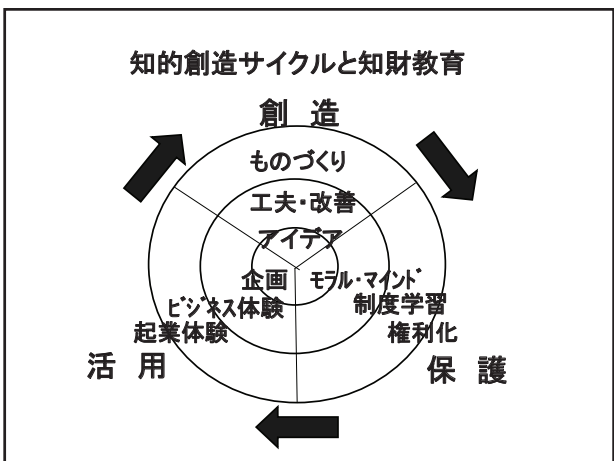 知的創造サイクルと知財教育
創 造
ものづくり
工夫・改善
アイデア
企画 モラル・マインド
ビジネス体験 制度学習
起業体験 権利化
活 用 保 護